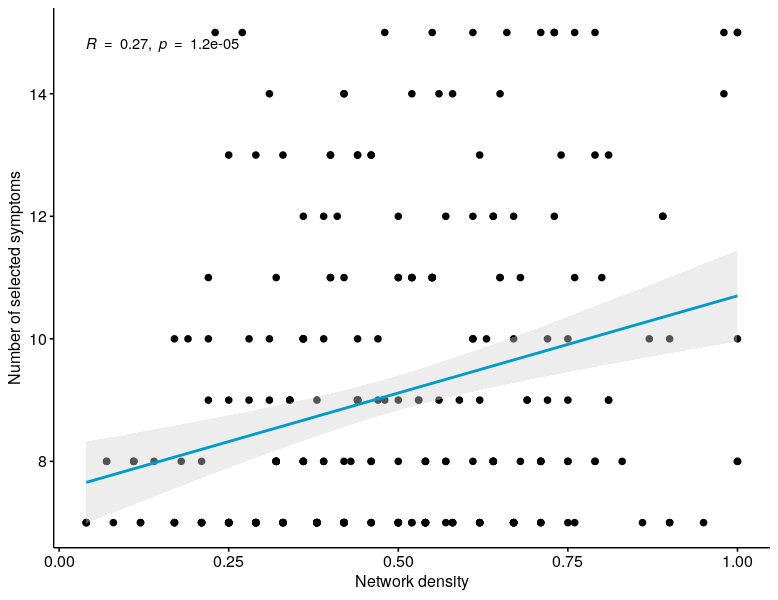 R = 0.27, p = 1.2e-05
14
12
10
8
Number of selected symptoms
0.00 0.25 0.50 0.75 1.00
Network density